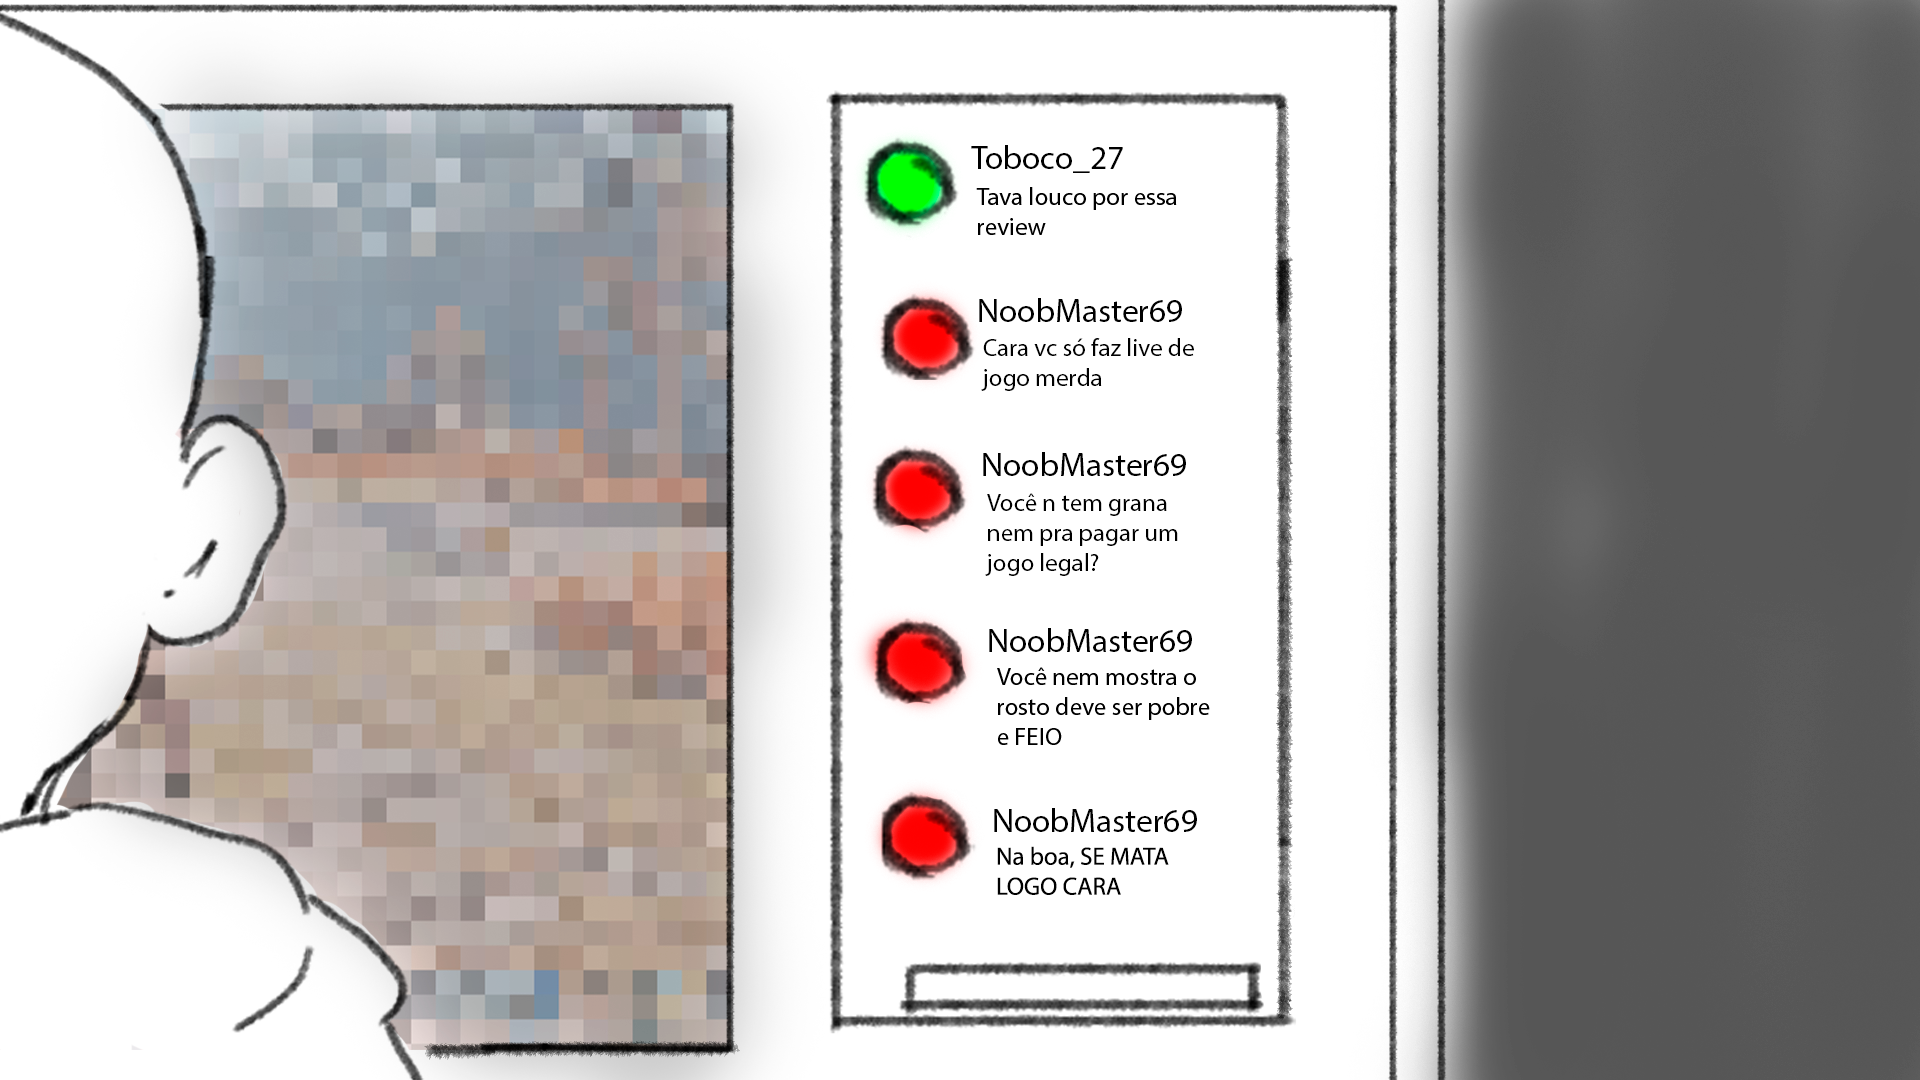 Toboco_27
Tava louco por essa
review
NoobMaster69
Cara vc só faz live de
jogo merda
NoobMaster69
Você n tem grana
nem pra pagar um
jogo legal?
NoobMaster69
Você nem mostra o
rosto deve ser pobre
e FEIO
NoobMaster69
Na boa, SE MATA
LOGO CARA